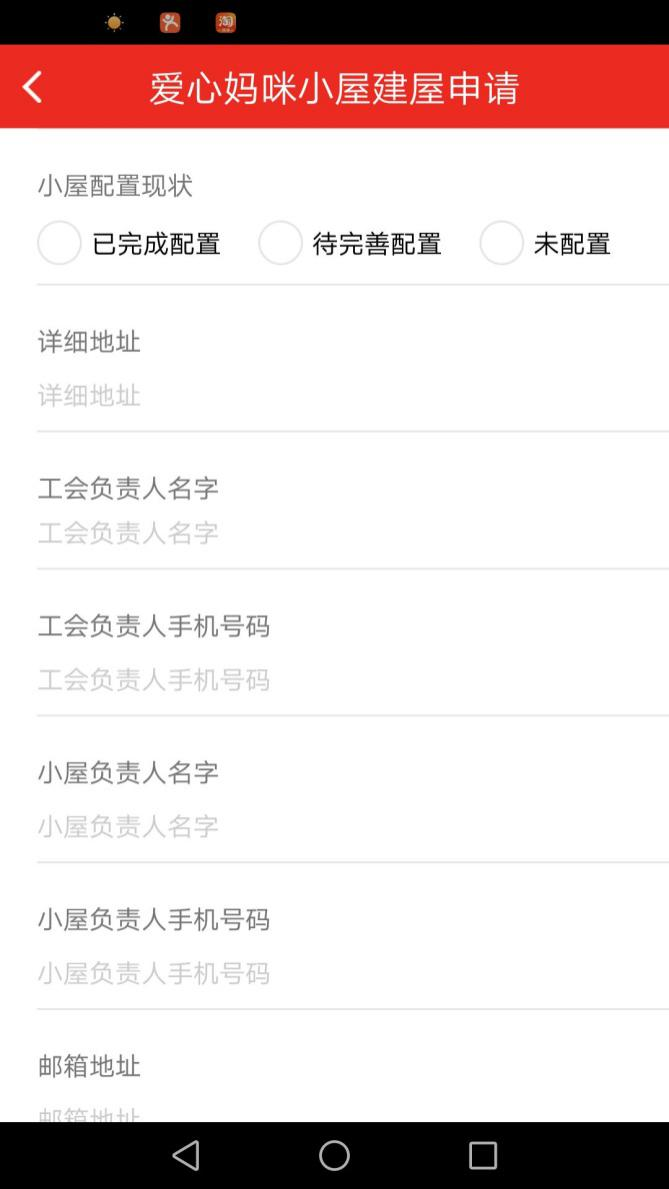 爱心妈咪小屋建屋申请
小屋配置现状
已完成配置 待完善配置 未配置
详细地址
详细地址
工会负责人名字
工会负责人名字
工会负责人手机号码
工会负责人手机号码
小屋负责人名字
小屋负责人名字
小屋负责人手机号码
小屋负责人手机号码
邮箱地址
邮箱地址